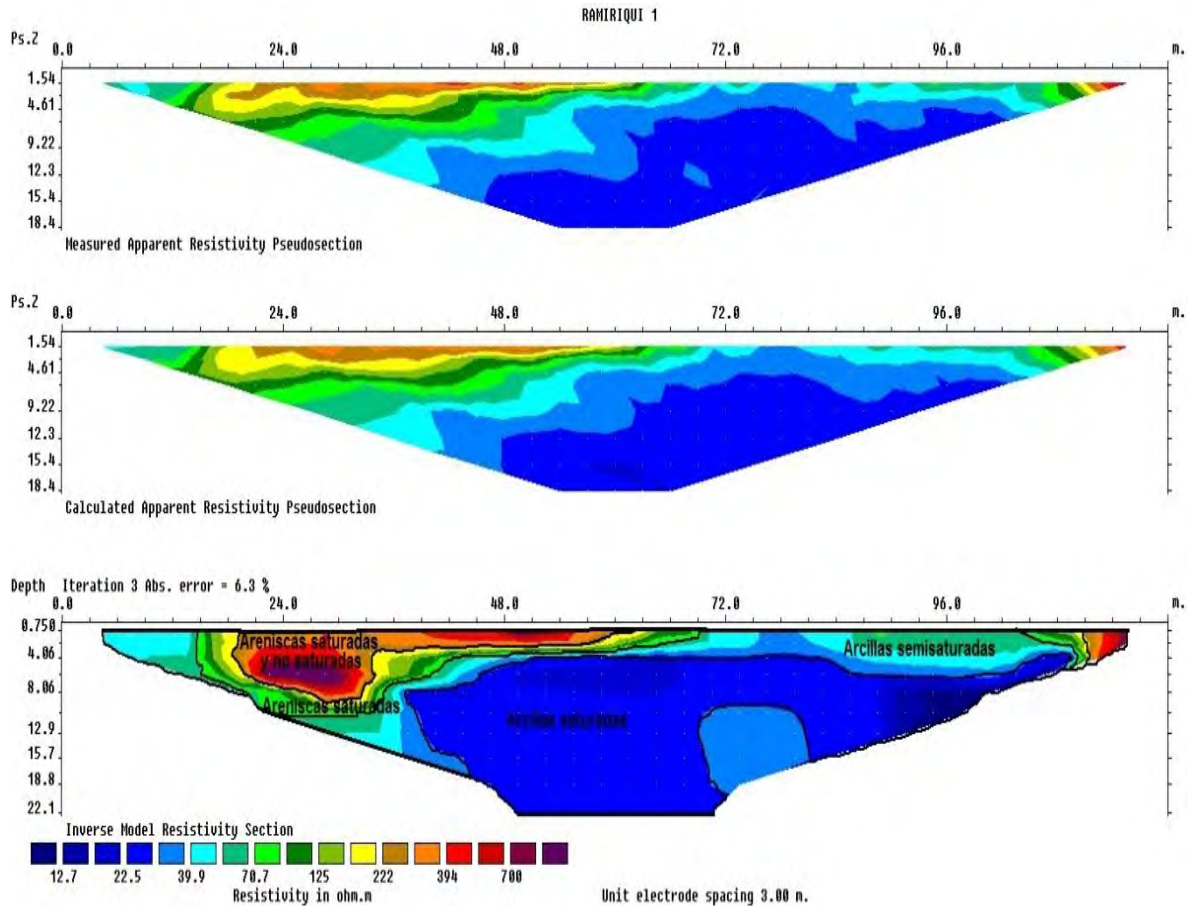 RAMIRIQUI 1
Ps.Z 0.0 24.0 48.0 72.0 96.0 m.
1.54
4.61
9.22
12.3
15.4
18.4
Measured Apparent Resistivity Pseudosection
Ps.Z 0.0 24.0 48.0 72.0 96.0 m.
1.54
4.61
9.22
12.3
15.4
18.4
Calculated Apparent Resistivity Pseudosection
Depth Iteration 3 Abs. error = 6.3 %
0.0 24.0 48.0 72.0 96.0 m.
0.750
4.06
8.06
12.9
15.7
18.8
22.1
Areniscas saturadas
y no saturadas
Areniscas saturadas
Arcillas saturadas
Arcillas semisaturadas
Inverse Model Resistivity Section
12.7 22.5 39.9 70.7 125 222 394 700
Resistivity in ohm.m
Unit electrode spacing 3.00 m.